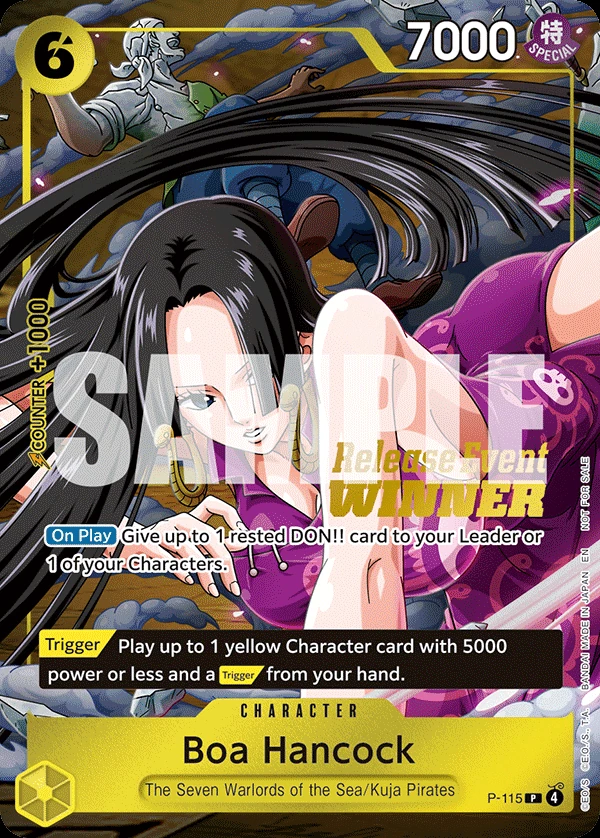 6
7000
特
SPECIAL
COUNTER +1000
SAMPLE
Release Event
WINNER
On Play Give up to 1 rested DON!! card to your Leader or
1 of your Characters.
Trigger Play up to 1 yellow Character card with 5000
power or less and a Trigger from your hand.
CHARACTER
Boa Hancock
The Seven Warlords of the Sea/Kuja Pirates
P-115 P 4
©E.O/S ©E.O./S., T.A. BANDAI MADE IN JAPAN EN NOT FOR SALE